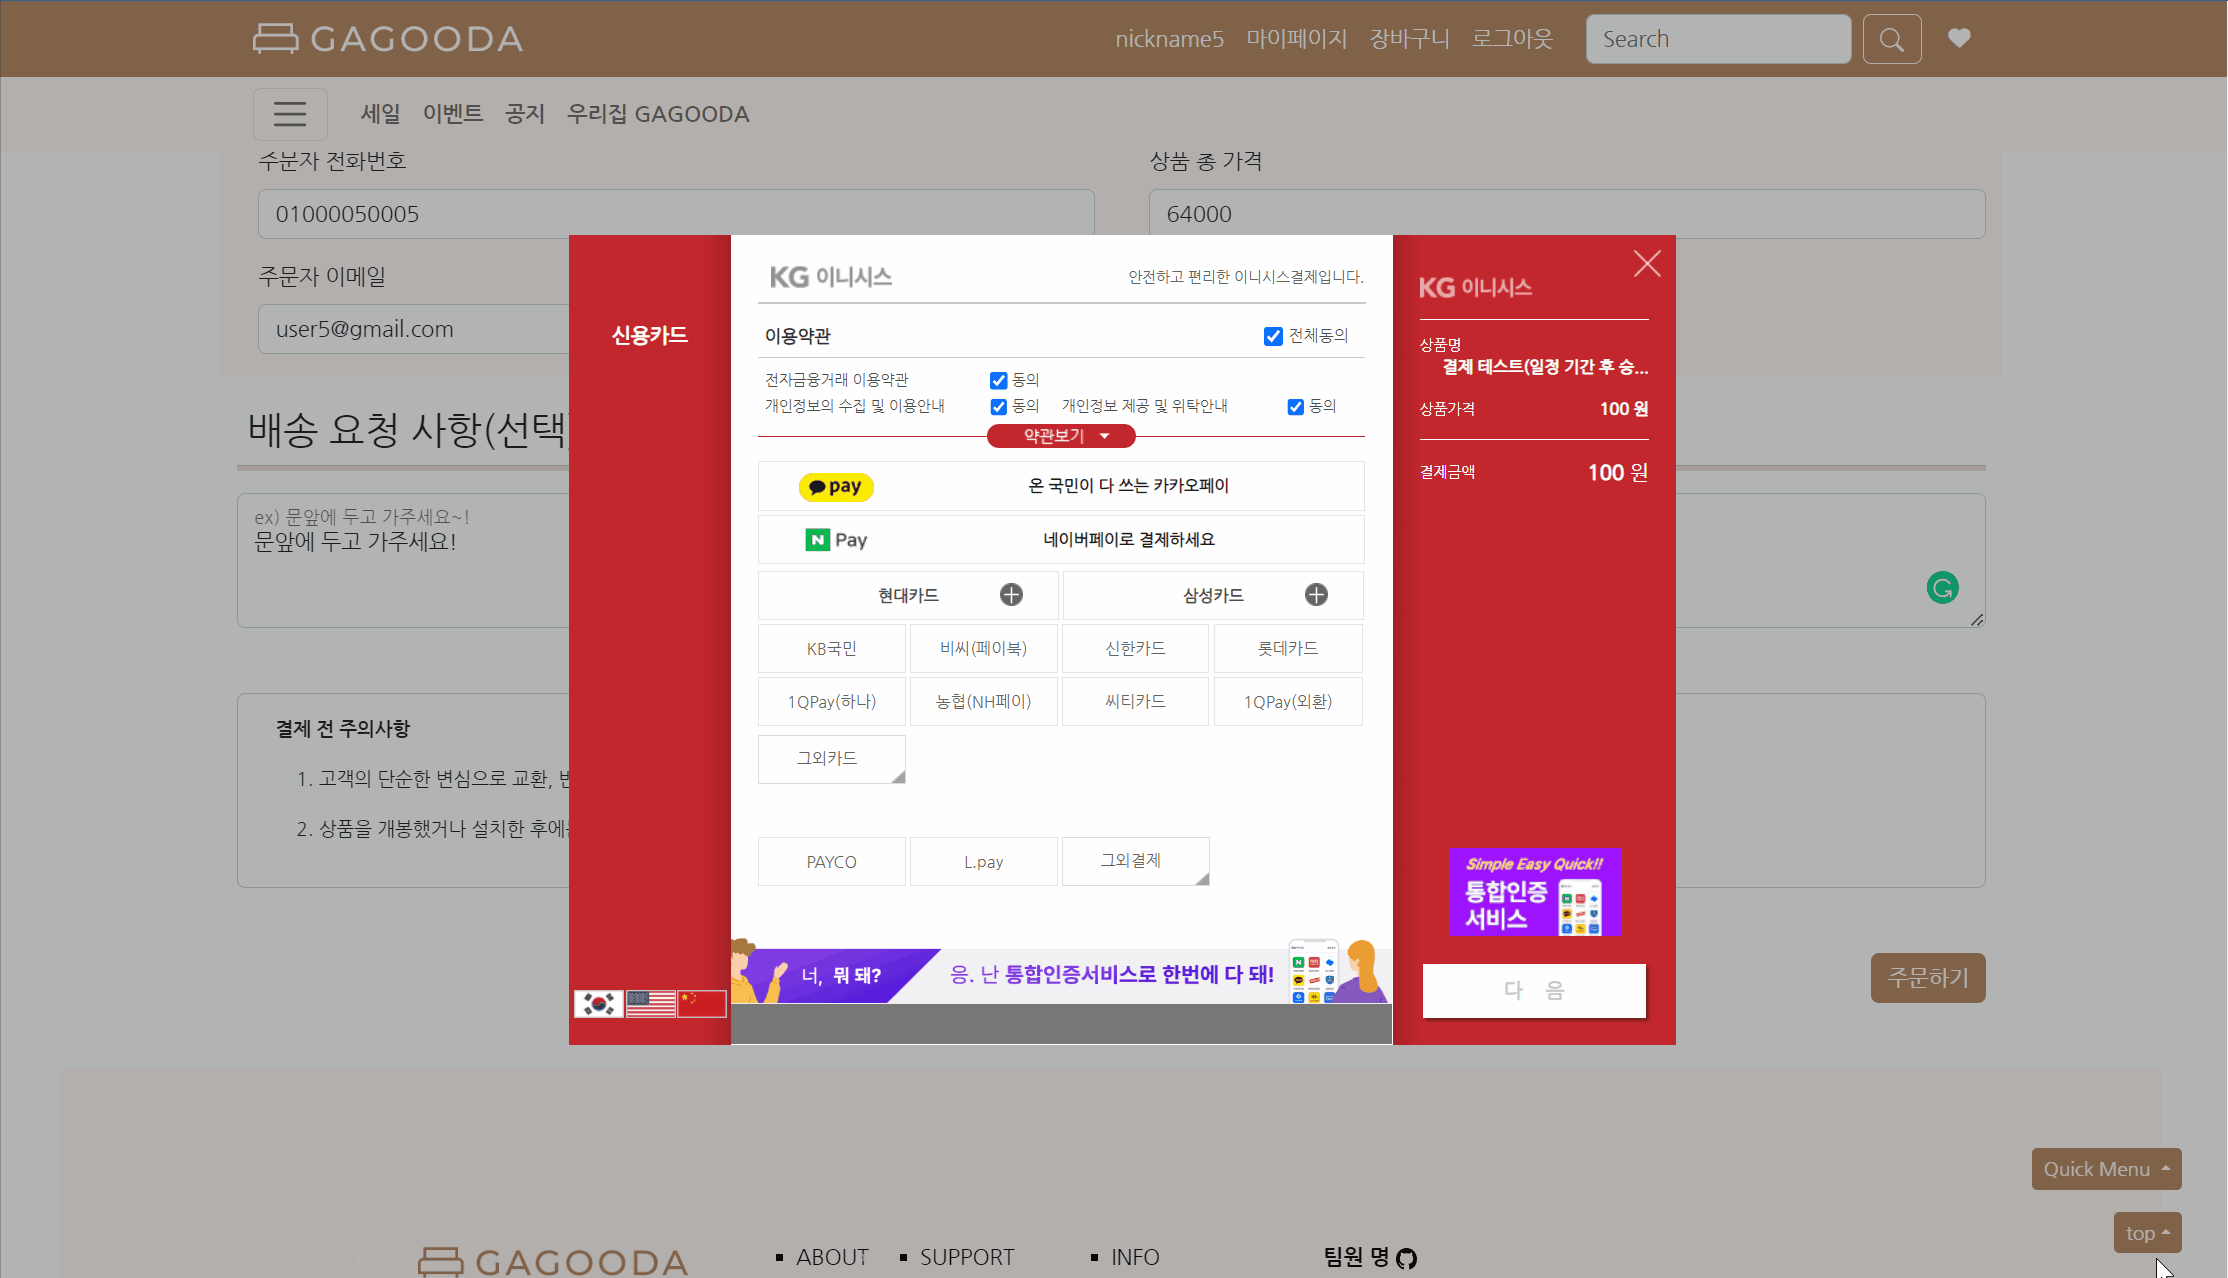 GAGOODA
nickname5 마이페이지 장바구니 로그아웃 Search
세일 이벤트 공지 우리집 GAGOODA
주문자 전화번호
상품 총 가격
01000050005
64000
주문자 이메일
user5@gmail.com
배송 요청 사항(선택)
ex) 문앞에 두고 가주세요~!
문앞에 두고 가주세요!
결제 전 주의사항
1. 고객의 단순한 변심으로 교환,
2. 상품을 개봉했거나 설치한 후에
신용카드
KG 이니시스
안전하고 편리한 이니시스결제입니다.
이용약관
전체동의
전자금융거래 이용약관 동의
개인정보의 수집 및 이용안내 동의 개인정보 제공 및 위탁안내 동의
약관보기
pay 온 국민이 다 쓰는 카카오페이
N Pay 네이버페이로 결제하세요
현대카드 삼성카드
KB국민 비씨(페이북) 신한카드 롯데카드
1QPay(하나) 농협(NH페이) 씨티카드 1QPay(외환)
그외카드
PAYCO L.pay 그외결제
너, 뭐 돼? 응. 난 통합인증서비스로 한번에 다 돼!
KG 이니시스
상품명
결제 테스트(일정 기간 후 승...
상품가격 100 원
결제금액 100 원
Simple Easy Quick!!
통합인증
서비스
다 음
주문하기
Quick Menu
top
GAGOODA
ABOUT
SUPPORT
INFO
팀원 명